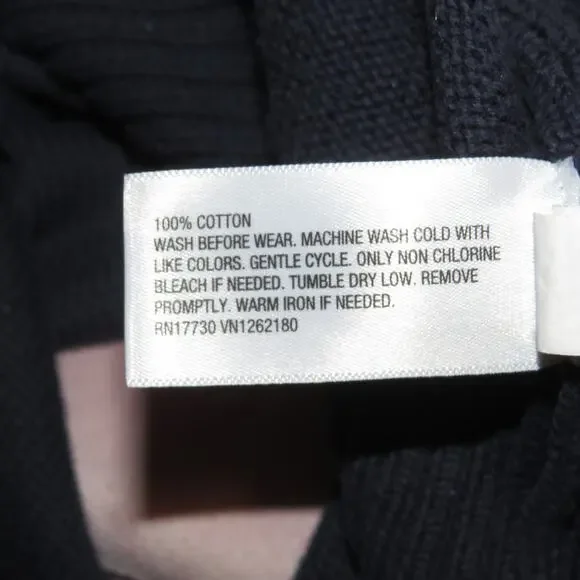 100% COTTON
WASH BEFORE WEAR. MACHINE WASH COLD WITH
LIKE COLORS. GENTLE CYCLE. ONLY NON CHLORINE
BLEACH IF NEEDED. TUMBLE DRY LOW. REMOVE
PROMPTLY. WARM IRON IF NEEDED.
RN17730 VN1262180